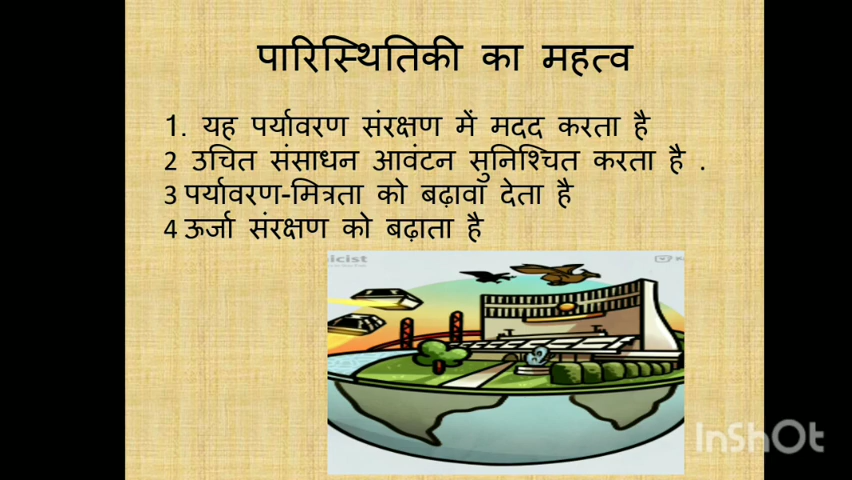 पारिस्थितिकी का महत्व
1. यह पर्यावरण संरक्षण में मदद करता है
2 उचित संसाधन आवंटन सुनिश्चित करता है .
3 पर्यावरण-मित्रता को बढ़ावा देता है
4 ऊर्जा संरक्षण को बढ़ाता है
InShOt